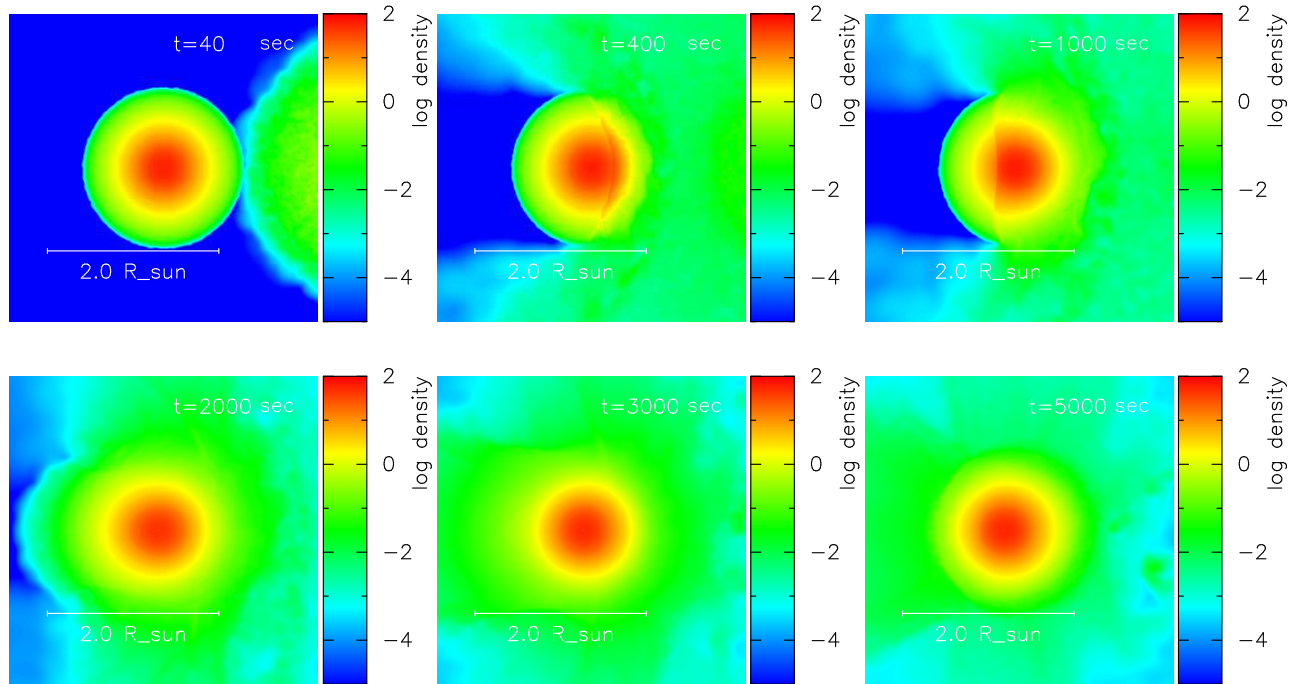 t=40 sec
2.0 R_sun
2
0
−2
−4
log density
t=400 sec
2.0 R_sun
2
0
−2
−4
log density
t=1000 sec
2.0 R_sun
2
0
−2
−4
log density
t=2000 sec
2.0 R_sun
2
0
−2
−4
log density
t=3000 sec
2.0 R_sun
2
0
−2
−4
log density
t=5000 sec
2.0 R_sun
2
0
−2
−4
log density